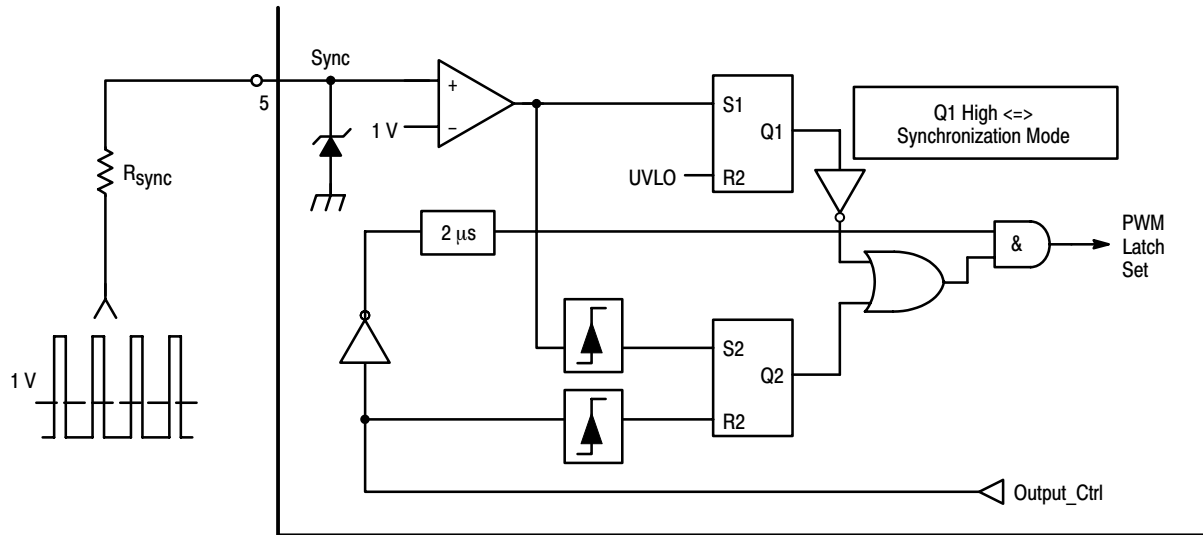 Sync
5
+
1 V
−
S1
Q1
UVLO
R2
Q1 High <=>
Synchronization Mode
Rsync
2 μs
&
PWM
Latch
Set
S2
Q2
R2
1 V
Output_Ctrl